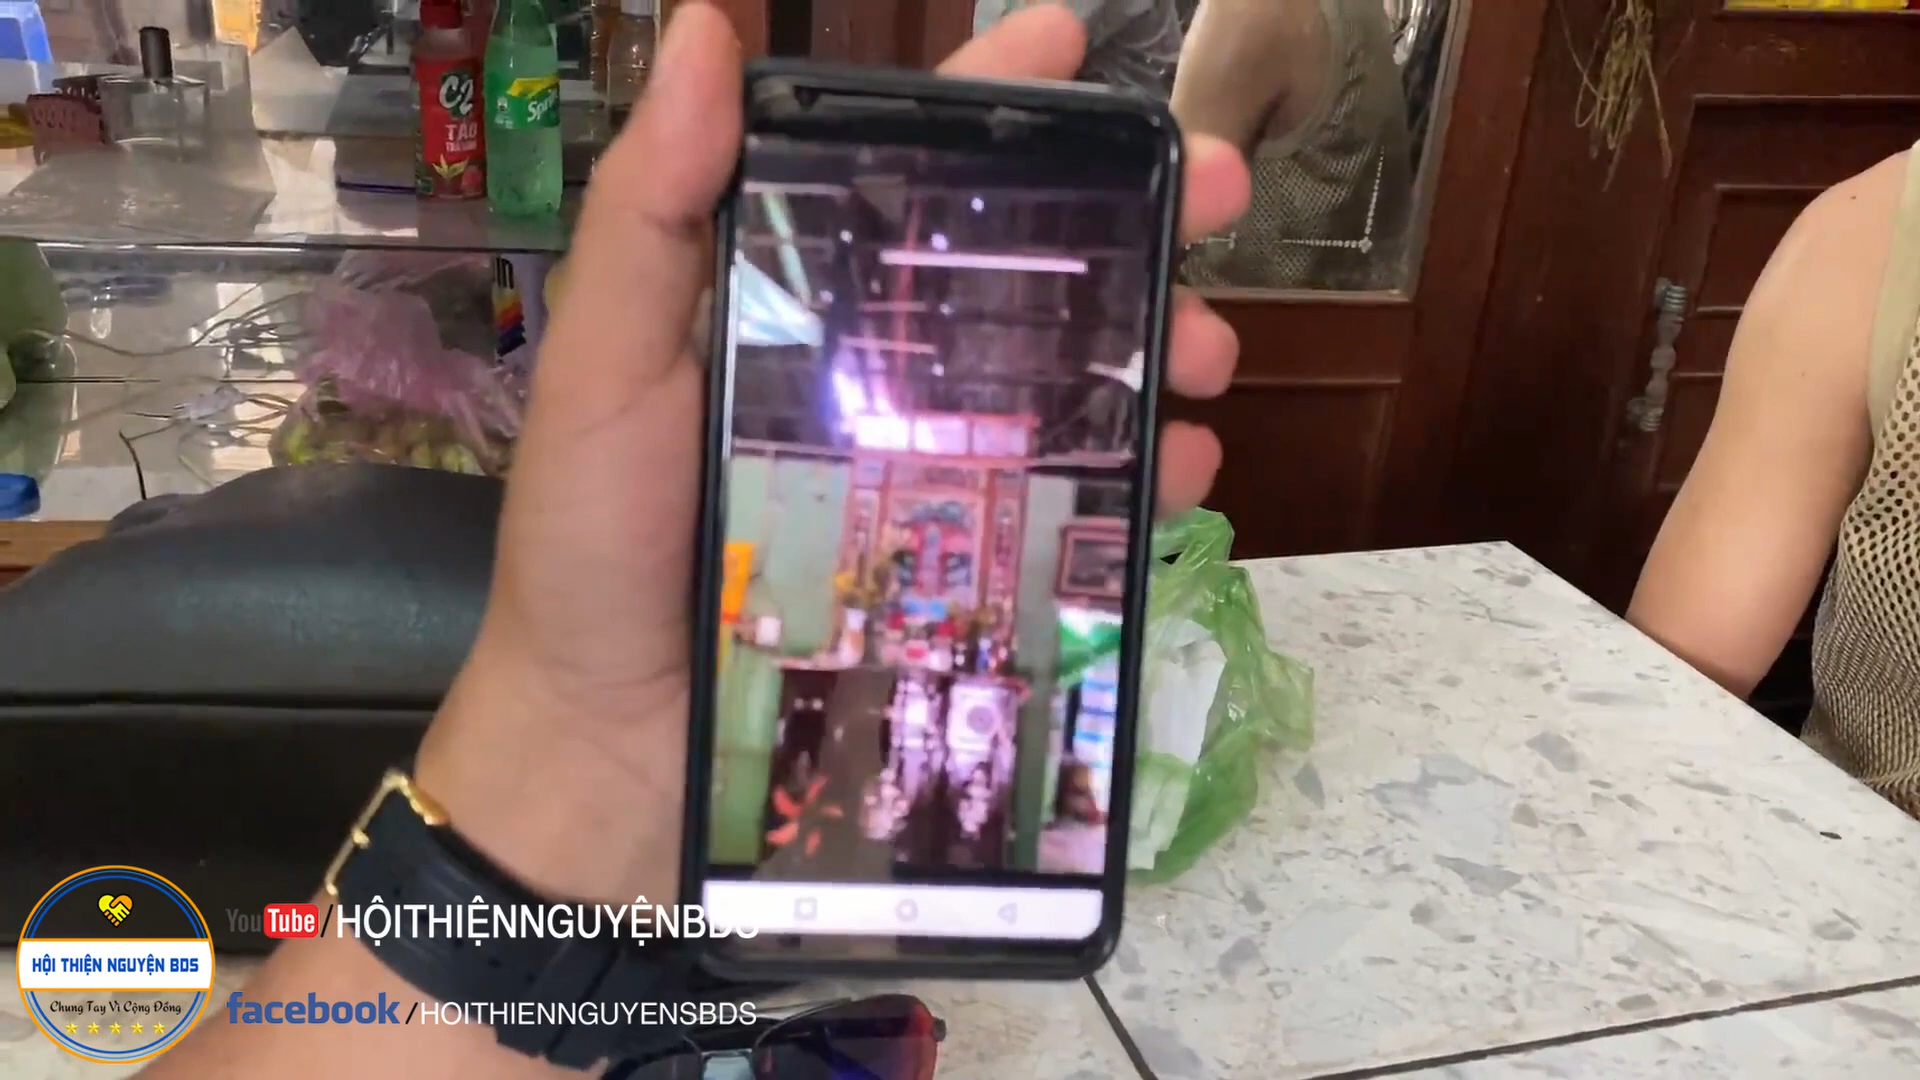 C2
TÁO
Sprite
YouTube/HỘITHIỆNNGUYỆNBDS
HỘI THIỆN NGUYỆN BDS
Chung Tay Vì Cộng Đồng
facebook/HOITHIENNGUYENSBDS